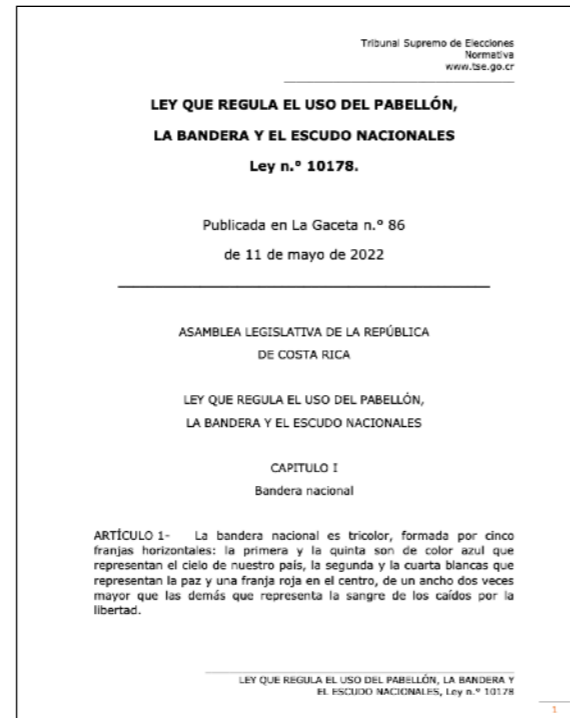 Tribunal Supremo de Elecciones
Normativa
www.tse.go.cr
LEY QUE REGULA EL USO DEL PABELLÓN,
LA BANDERA Y EL ESCUDO NACIONALES
Ley n.° 10178.
Publicada en La Gaceta n.° 86
de 11 de mayo de 2022
ASAMBLEA LEGISLATIVA DE LA REPÚBLICA
DE COSTA RICA
LEY QUE REGULA EL USO DEL PABELLÓN,
LA BANDERA Y EL ESCUDO NACIONALES
CAPITULO I
Bandera nacional
ARTÍCULO 1- La bandera nacional es tricolor, formada por cinco
franjas horizontales: la primera y la quinta son de color azul que
representan el cielo de nuestro país, la segunda y la cuarta blancas que
representan la paz y una franja roja en el centro, de un ancho dos veces
mayor que las demás que representa la sangre de los caídos por la
libertad.
LEY QUE REGULA EL USO DEL PABELLÓN, LA BANDERA Y
EL ESCUDO NACIONALES, Ley n.° 10178
1